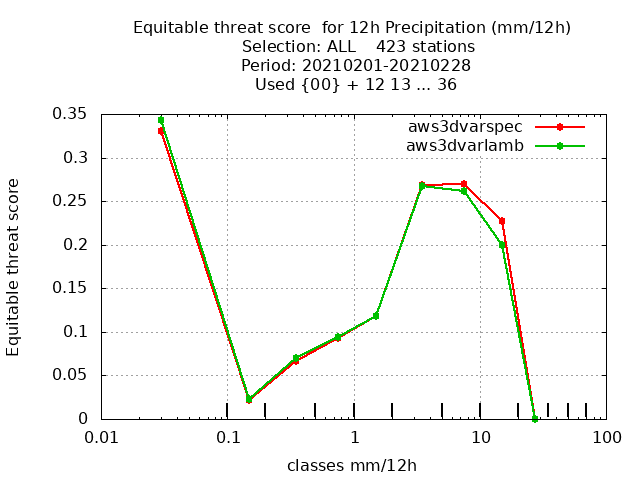 Equitable threat score  for 12h Precipitation (mm/12h)
Selection: ALL    423 stations
Period: 20210201-20210228
Used {00} + 12 13 ... 36
aws3dvarspec
aws3dvarlamb
Equitable threat score
0.35
0.3
0.25
0.2
0.15
0.1
0.05
0
0.01 0.1 1 10 100
classes mm/12h